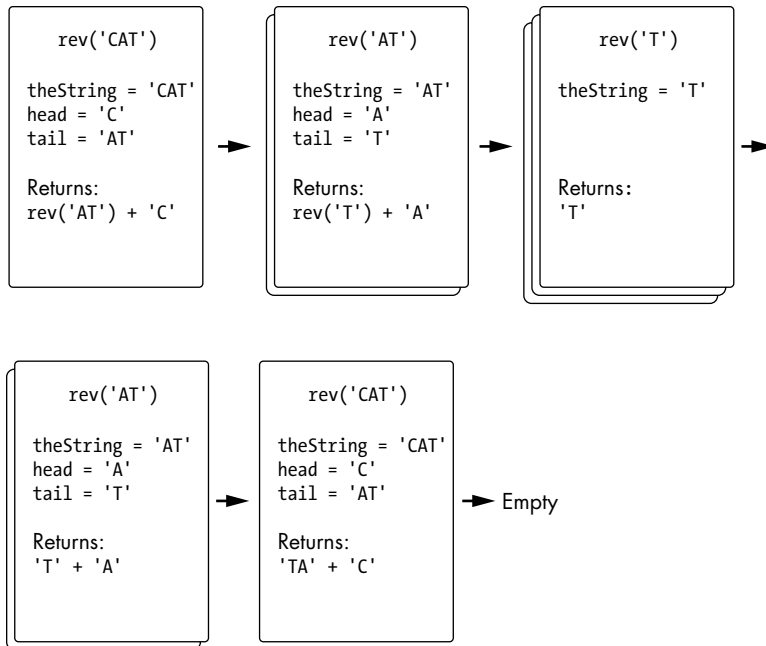 rev('CAT')
theString = 'CAT'
head = 'C'
tail = 'AT'
Returns:
rev('AT') + 'C'
rev('AT')
theString = 'AT'
head = 'A'
tail = 'T'
Returns:
rev('T') + 'A'
rev('T')
theString = 'T'
Returns:
'T'
rev('AT')
theString = 'AT'
head = 'A'
tail = 'T'
Returns:
'T' + 'A'
rev('CAT')
theString = 'CAT'
head = 'C'
tail = 'AT'
Returns:
'TA' + 'C'
Empty